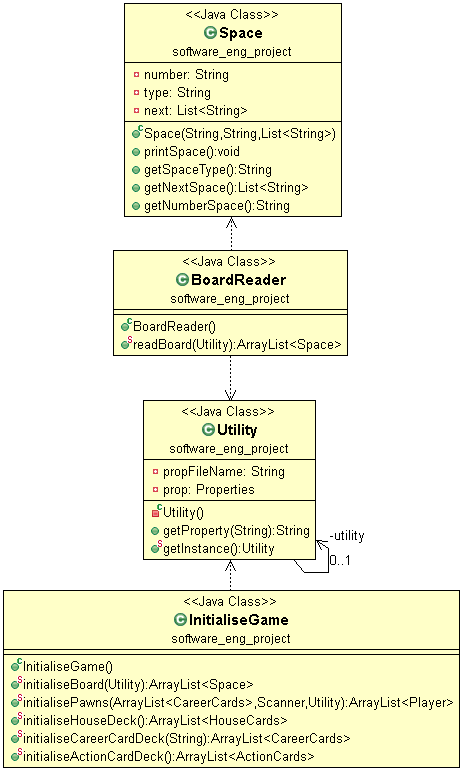 <<Java Class>>
Space
software_eng_project
number: String
type: String
next: List<String>
Space(String,String,List<String>)
printSpace():void
getSpaceType():String
getNextSpace():List<String>
getNumberSpace():String
<<Java Class>>
BoardReader
software_eng_project
BoardReader()
readBoard(Utility):ArrayList<Space>
<<Java Class>>
Utility
software_eng_project
propFileName: String
prop: Properties
Utility()
getProperty(String):String
getInstance():Utility
-utility
0..1
<<Java Class>>
InitialiseGame
software_eng_project
InitialiseGame()
initialiseBoard(Utility):ArrayList<Space>
initialisePawns(ArrayList<CareerCards>,Scanner,Utility):ArrayList<Player>
initialiseHouseDeck():ArrayList<HouseCards>
initialiseCareerCardDeck(String):ArrayList<CareerCards>
initialiseActionCardDeck():ArrayList<ActionCards>